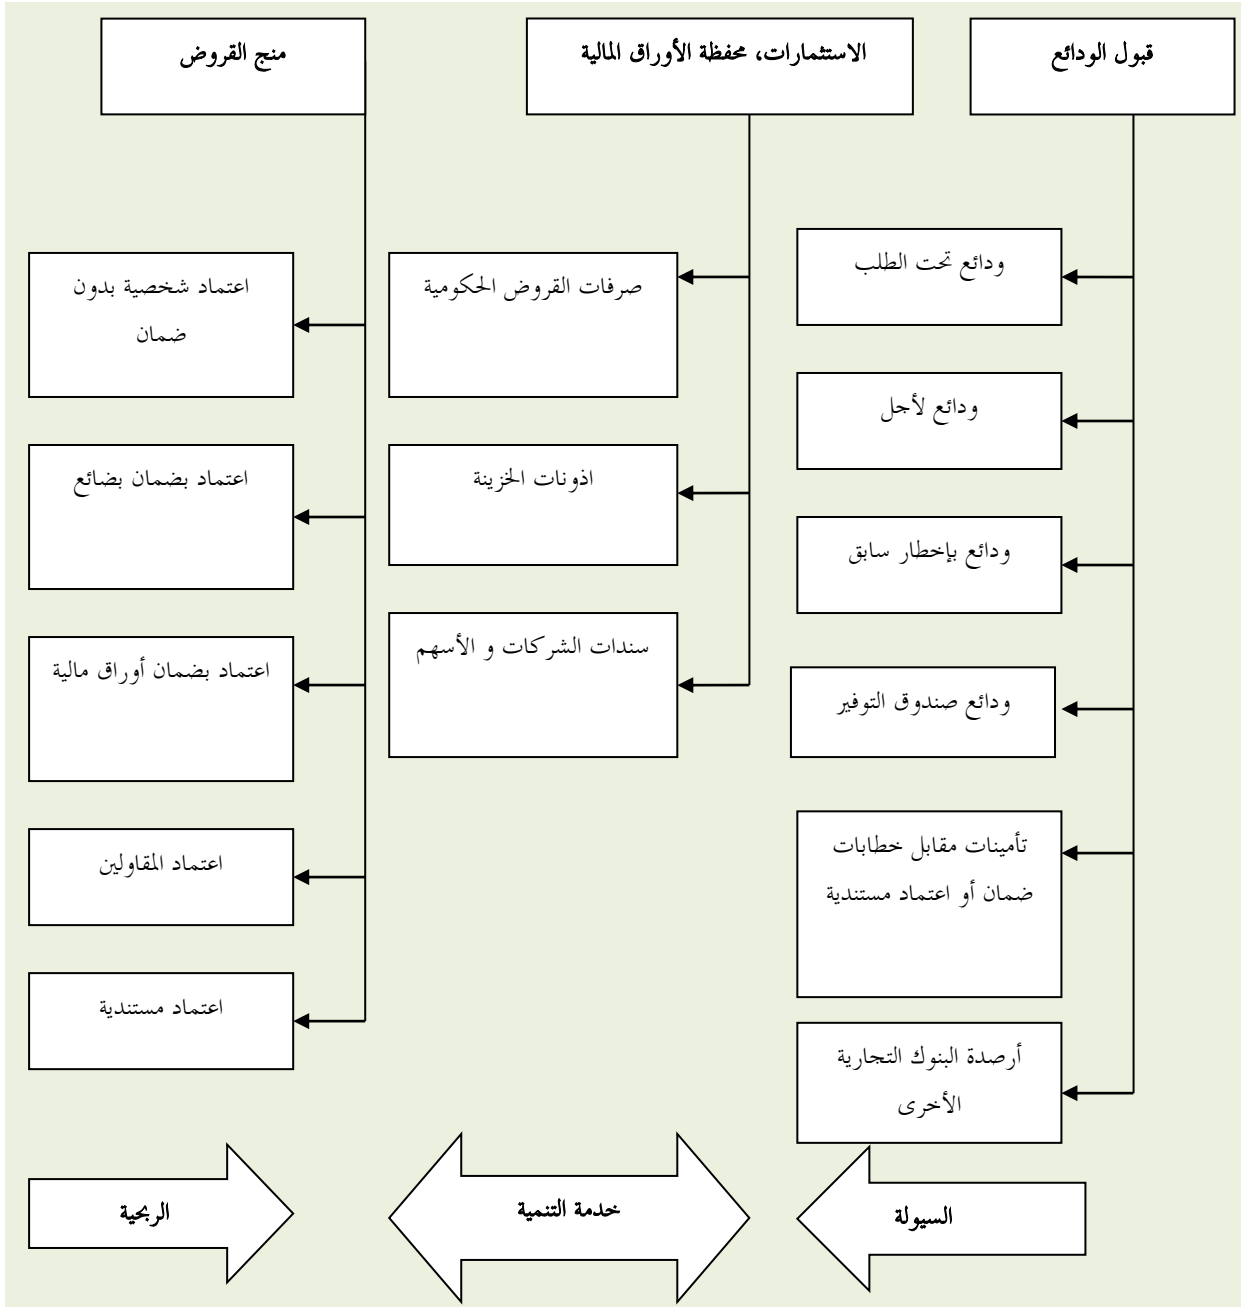 قبول الودائع
ودائع تحت الطلب
ودائع لأجل
ودائع بإخطار سابق
ودائع صندوق التوفير
تأمينات مقابل خطابات
ضمان أو اعتماد مستندية
أرصدة البنوك التجارية
الأخرى
السيولة
الاستثمارات، محفظة الأوراق المالية
صرفات القروض الحكومية
اذونات الخزينة
سندات الشركات و الأسهم
خدمة التنمية
منج القروض
اعتماد شخصية بدون
ضمان
اعتماد بضمان بضائع
اعتماد بضمان أوراق مالية
اعتماد المقاولين
اعتماد مستندية
الربحية